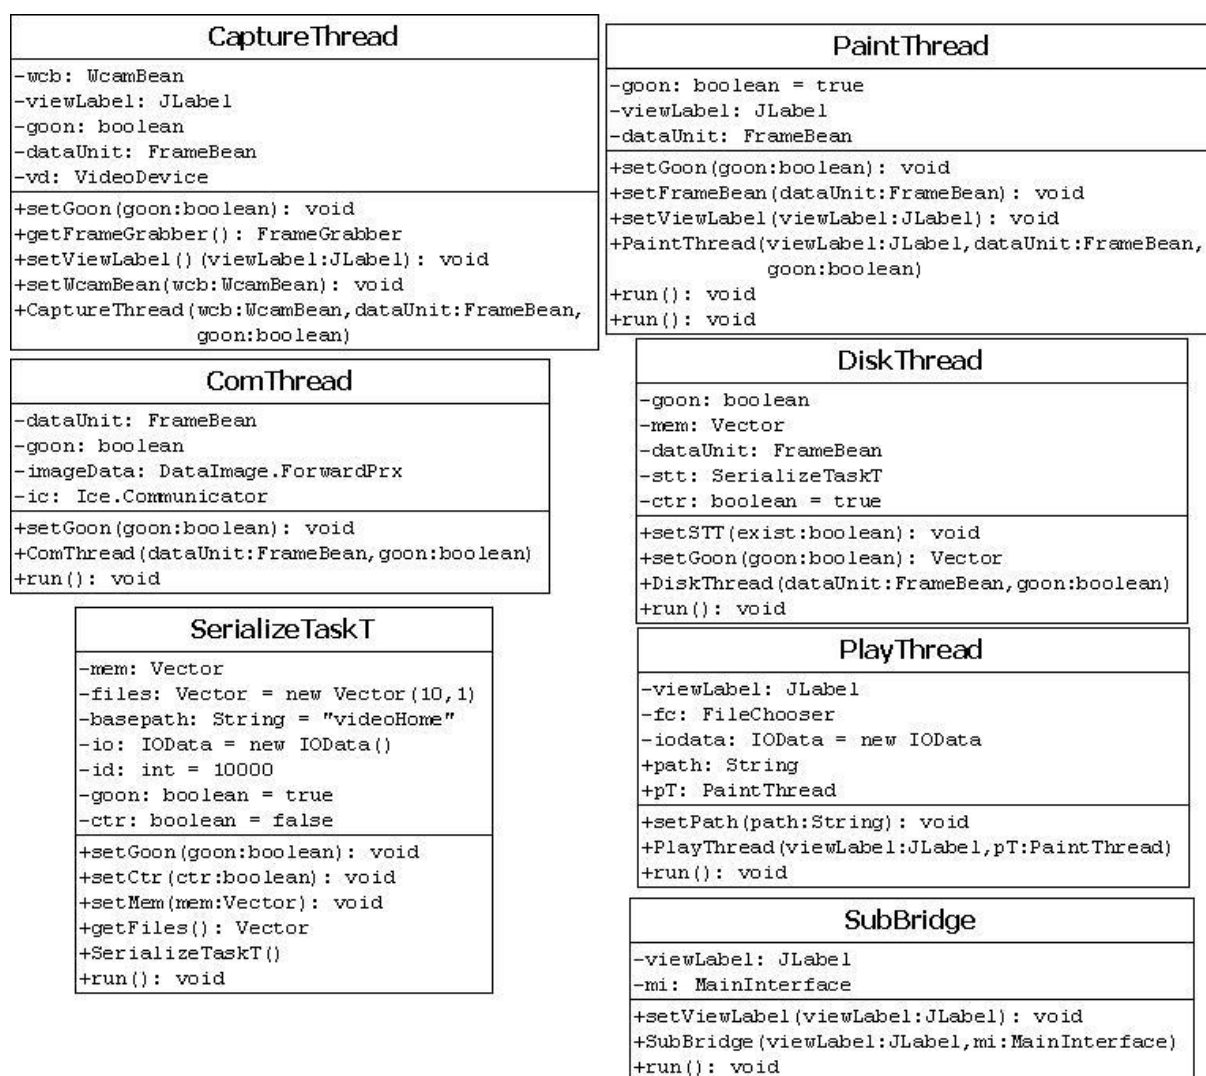 CaptureThread
-wcb: WcamBean
-viewLabel: JLabel
-goon: boolean
-dataUnit: FrameBean
-vd: VideoDevice
+setGoon(goon:boolean): void
+getFrameGrabber(): FrameGrabber
+setViewLabel()(viewLabel:JLabel): void
+setWcamBean(wcb:WcamBean): void
+CaptureThread(wcb:WcamBean,dataUnit:FrameBean,
goon:boolean)
PaintThread
-goon: boolean = true
-viewLabel: JLabel
-dataUnit: FrameBean
+setGoon(goon:boolean): void
+setFrameBean(dataUnit:FrameBean): void
+setViewLabel(viewLabel:JLabel): void
+PaintThread(viewLabel:JLabel,dataUnit:FrameBean,
goon:boolean)
+run(): void
+run(): void
ComThread
-dataUnit: FrameBean
-goon: boolean
-imageData: DataImage.ForwardPrx
-ic: Ice.Communicator
+setGoon(goon:boolean): void
+ComThread(dataUnit:FrameBean,goon:boolean)
+run(): void
DiskThread
-goon: boolean
-mem: Vector
-dataUnit: FrameBean
-stt: SerializeTaskT
-ctr: boolean = true
+setSTT(exist:boolean): void
+setGoon(goon:boolean): Vector
+DiskThread(dataUnit:FrameBean,goon:boolean)
+run(): void
SerializeTaskT
-mem: Vector
-files: Vector = new Vector(10,1)
-basepath: String = "videoHome"
-io: IOData = new IOData()
-id: int = 10000
-goon: boolean = true
-ctr: boolean = false
+setGoon(goon:boolean): void
+setCtr(ctr:boolean): void
+setMem(mem:Vector): void
+getFiles(): Vector
+SerializeTaskT()
+run(): void
PlayThread
-viewLabel: JLabel
-fc: FileChooser
-iodata: IOData = new IOData
+path: String
+pT: PaintThread
+setPath(path:String): void
+PlayThread(viewLabel:JLabel,pT:PaintThread)
+run(): void
SubBridge
-viewLabel: JLabel
-mi: MainInterface
+setViewLabel(viewLabel:JLabel): void
+SubBridge(viewLabel:JLabel,mi:MainInterface)
+run(): void